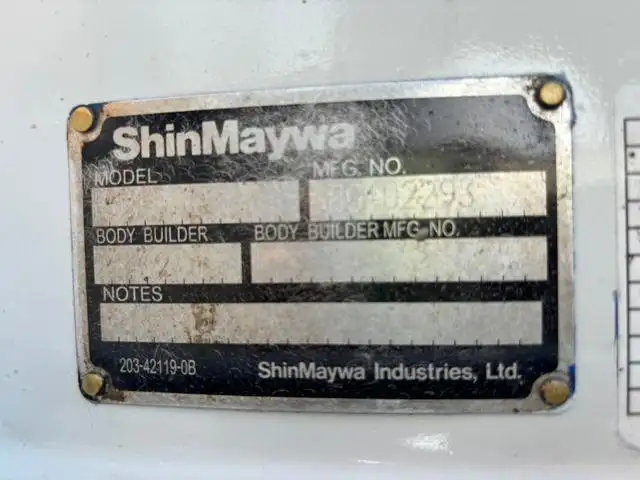 ShinMaywa
MODEL MFG. NO.
BODY BUILDER BODY BUILDER MFG. NO.
NOTES
203-42119-0B ShinMaywa Industries, Ltd.